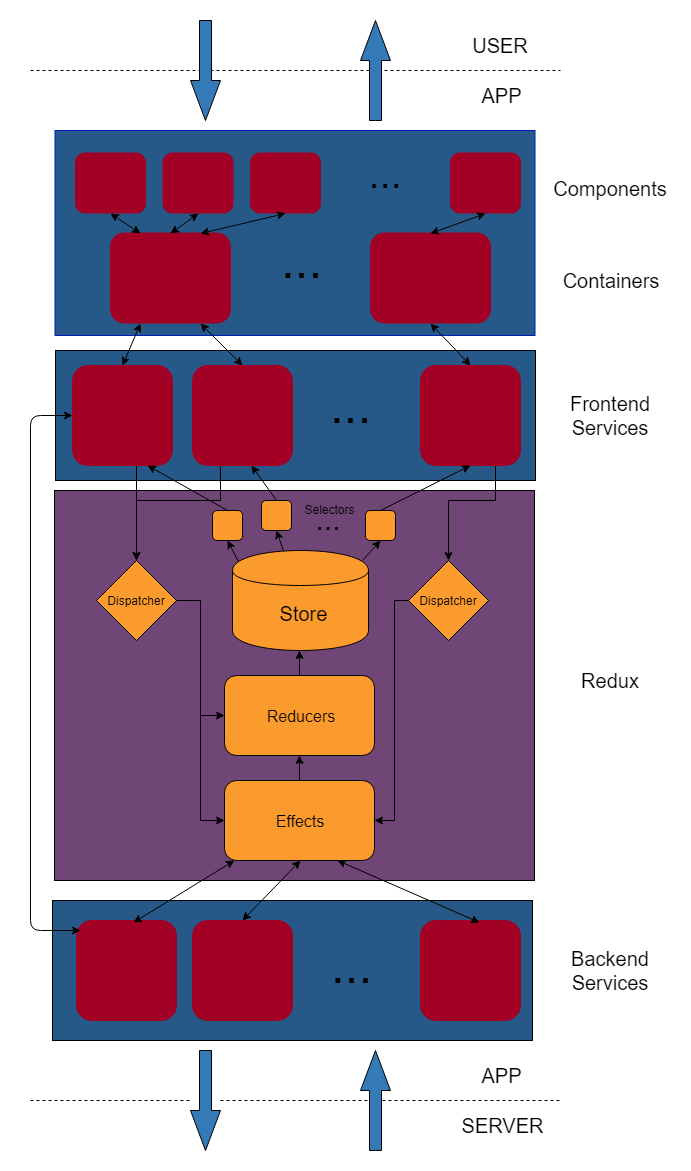 USER
APP
Components
Containers
Frontend
Services
Selectors
...
Dispatcher
Dispatcher
Store
Redux
Reducers
Effects
Backend
Services
APP
SERVER